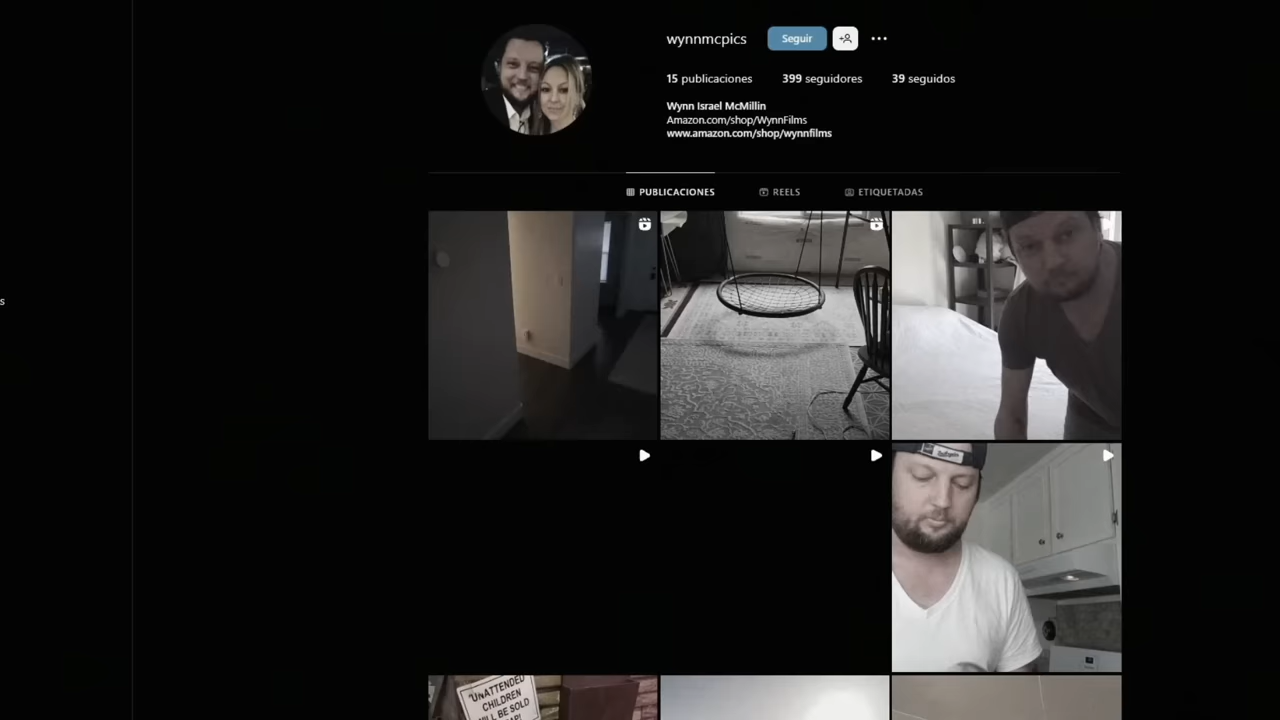 wynnmcpics Seguir
15 publicaciones 399 seguidores 39 seguidos
Wynn Israel McMillin
Amazon.com/shop/WynnFilms
www.amazon.com/shop/wynnfilms
PUBLICACIONES REELS ETIQUETADAS
s
"UNATTENDED
CHILDREN
WILL BE SOLD